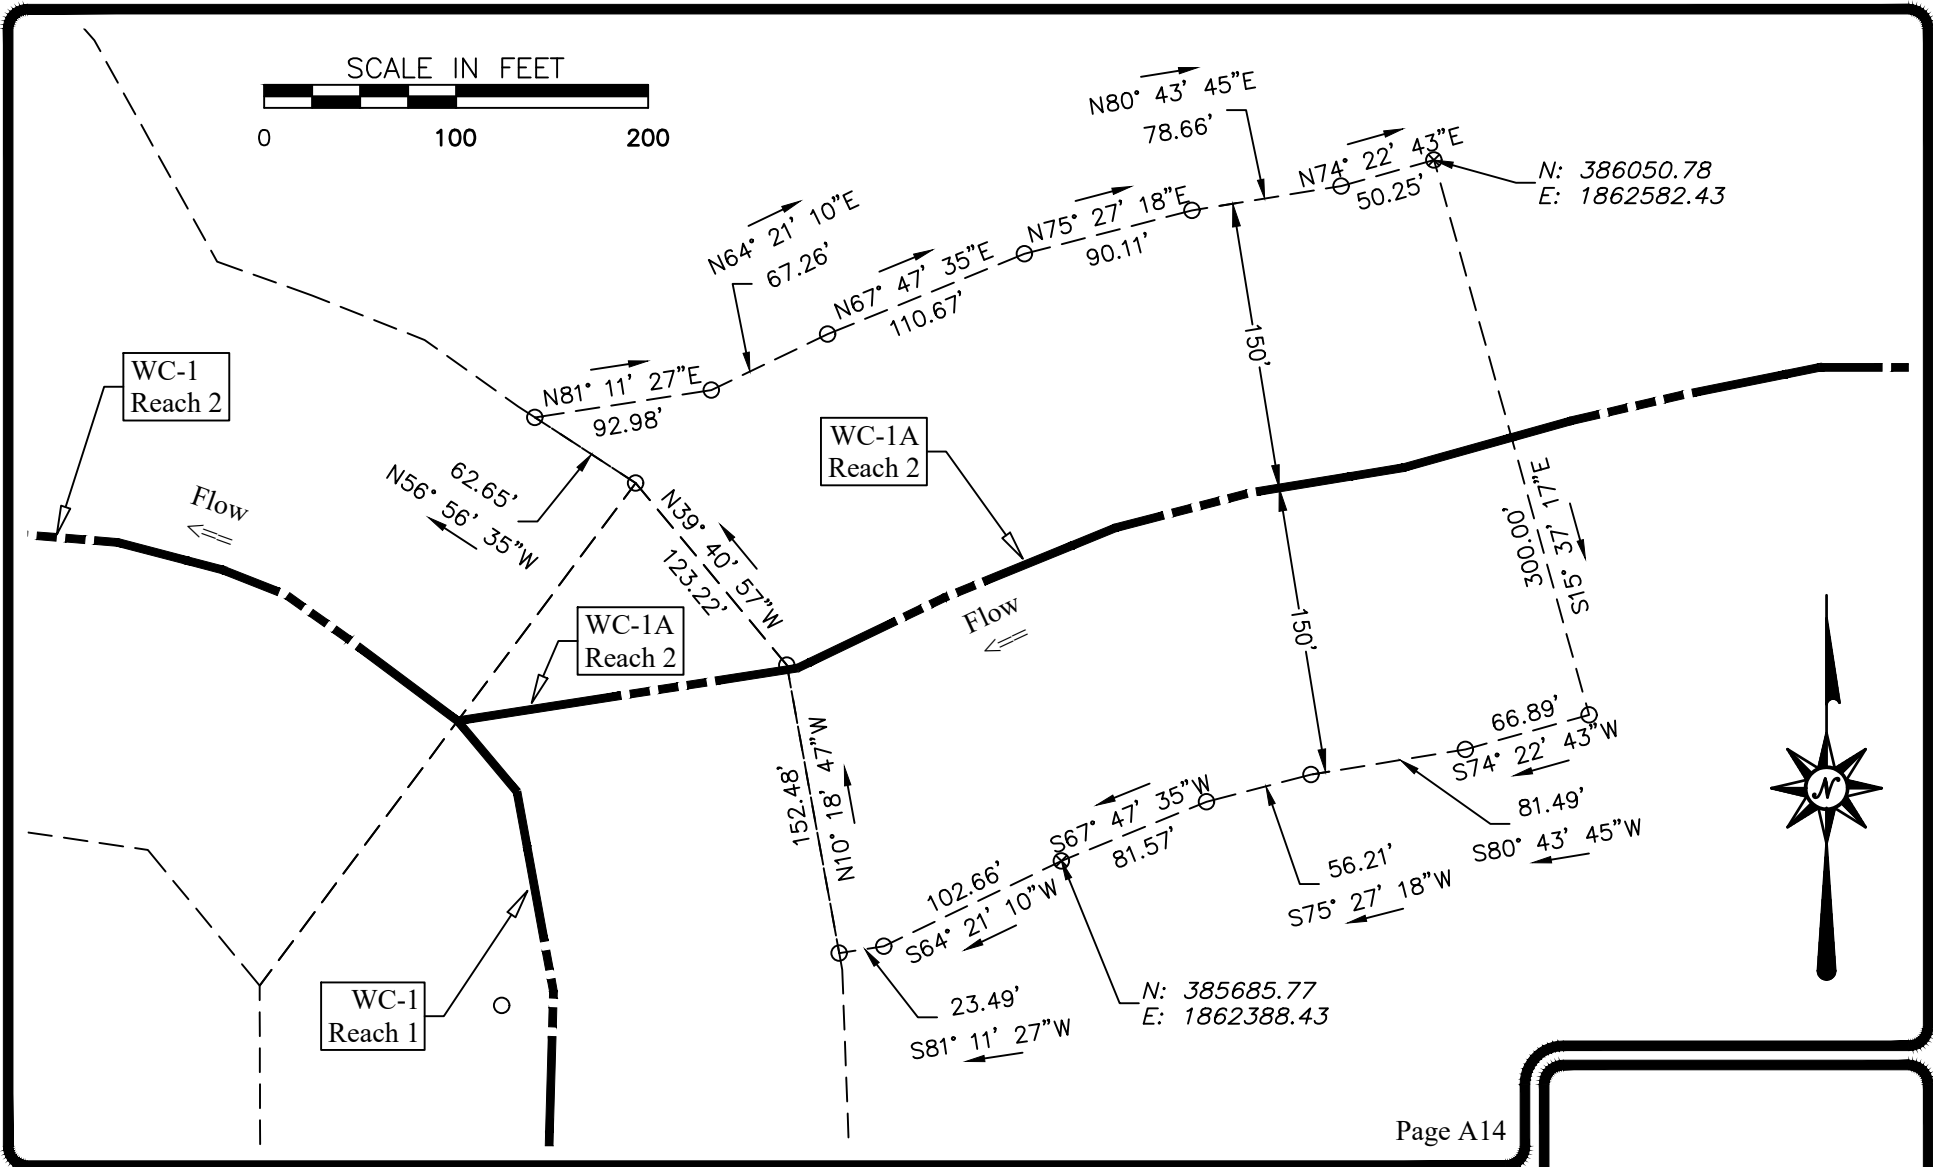 SCALE IN FEET
0 100 200
N80° 43' 45"E
78.66'
N74° 22' 43"E
50.25'
N: 386050.78
E: 1862582.43
N64° 21' 10"E
67.26'
N75° 27' 18"E
90.11'
N67° 47' 35"E
110.67'
150'
WC-1
Reach 2
N81° 11' 27"E
92.98'
WC-1A
Reach 2
62.65'
N56° 56' 35"W
Flow
N39° 40' 57"W
123.22'
S15° 37' 17"E
300.00'
Flow
150'
WC-1A
Reach 2
66.89'
S74° 22' 43"W
152.48'
N10° 18' 47"W
81.49'
S80° 43' 45"W
S67° 47' 35"W
81.57'
56.21'
S75° 27' 18"W
102.66'
S64° 21' 10"W
N
WC-1
Reach 1
23.49'
S81° 11' 27"W
N: 385685.77
E: 1862388.43
Page A14